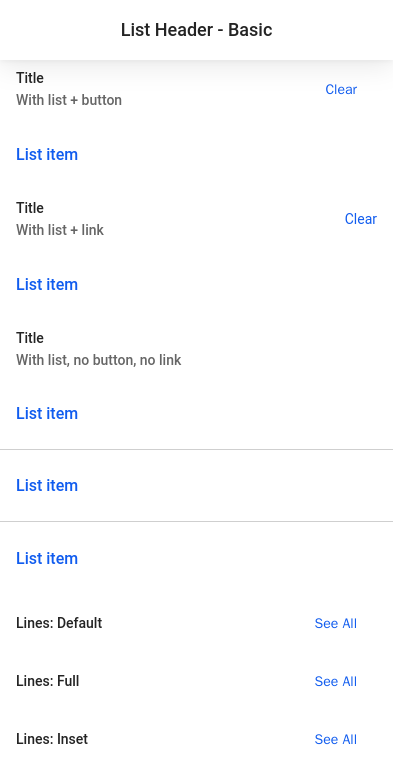 List Header - Basic
Title
With list + button
Clear
List item
Title
With list + link
Clear
List item
Title
With list, no button, no link
List item
List item
List item
Lines: Default
See All
Lines: Full
See All
Lines: Inset
See All